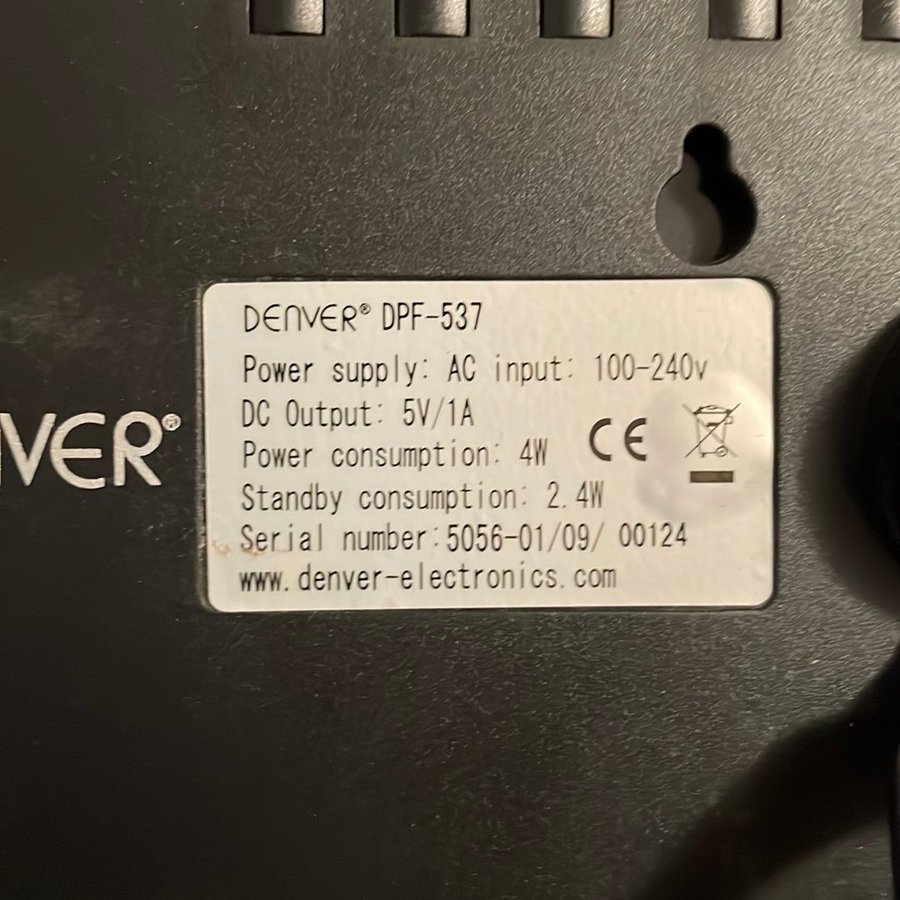 DENVER® DPF-537
Power supply: AC input: 100-240v
DC Output: 5V/1A
Power consumption: 4W
CE
Standby consumption: 2.4W
Serial number:5056-01/09/ 00124
www.denver-electronics.com
NVER®